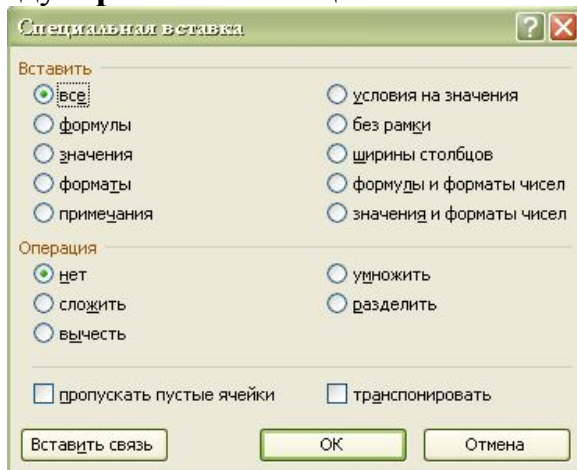 Специальная вставка
Вставить
все
условия на значения
формулы
без рамки
значения
ширины столбцов
форматы
формулы и форматы чисел
примечания
значения и форматы чисел
Операция
нет
умножить
сложить
разделить
вычесть
пропускать пустые ячейки
транспонировать
Вставить связь
ОК
Отмена